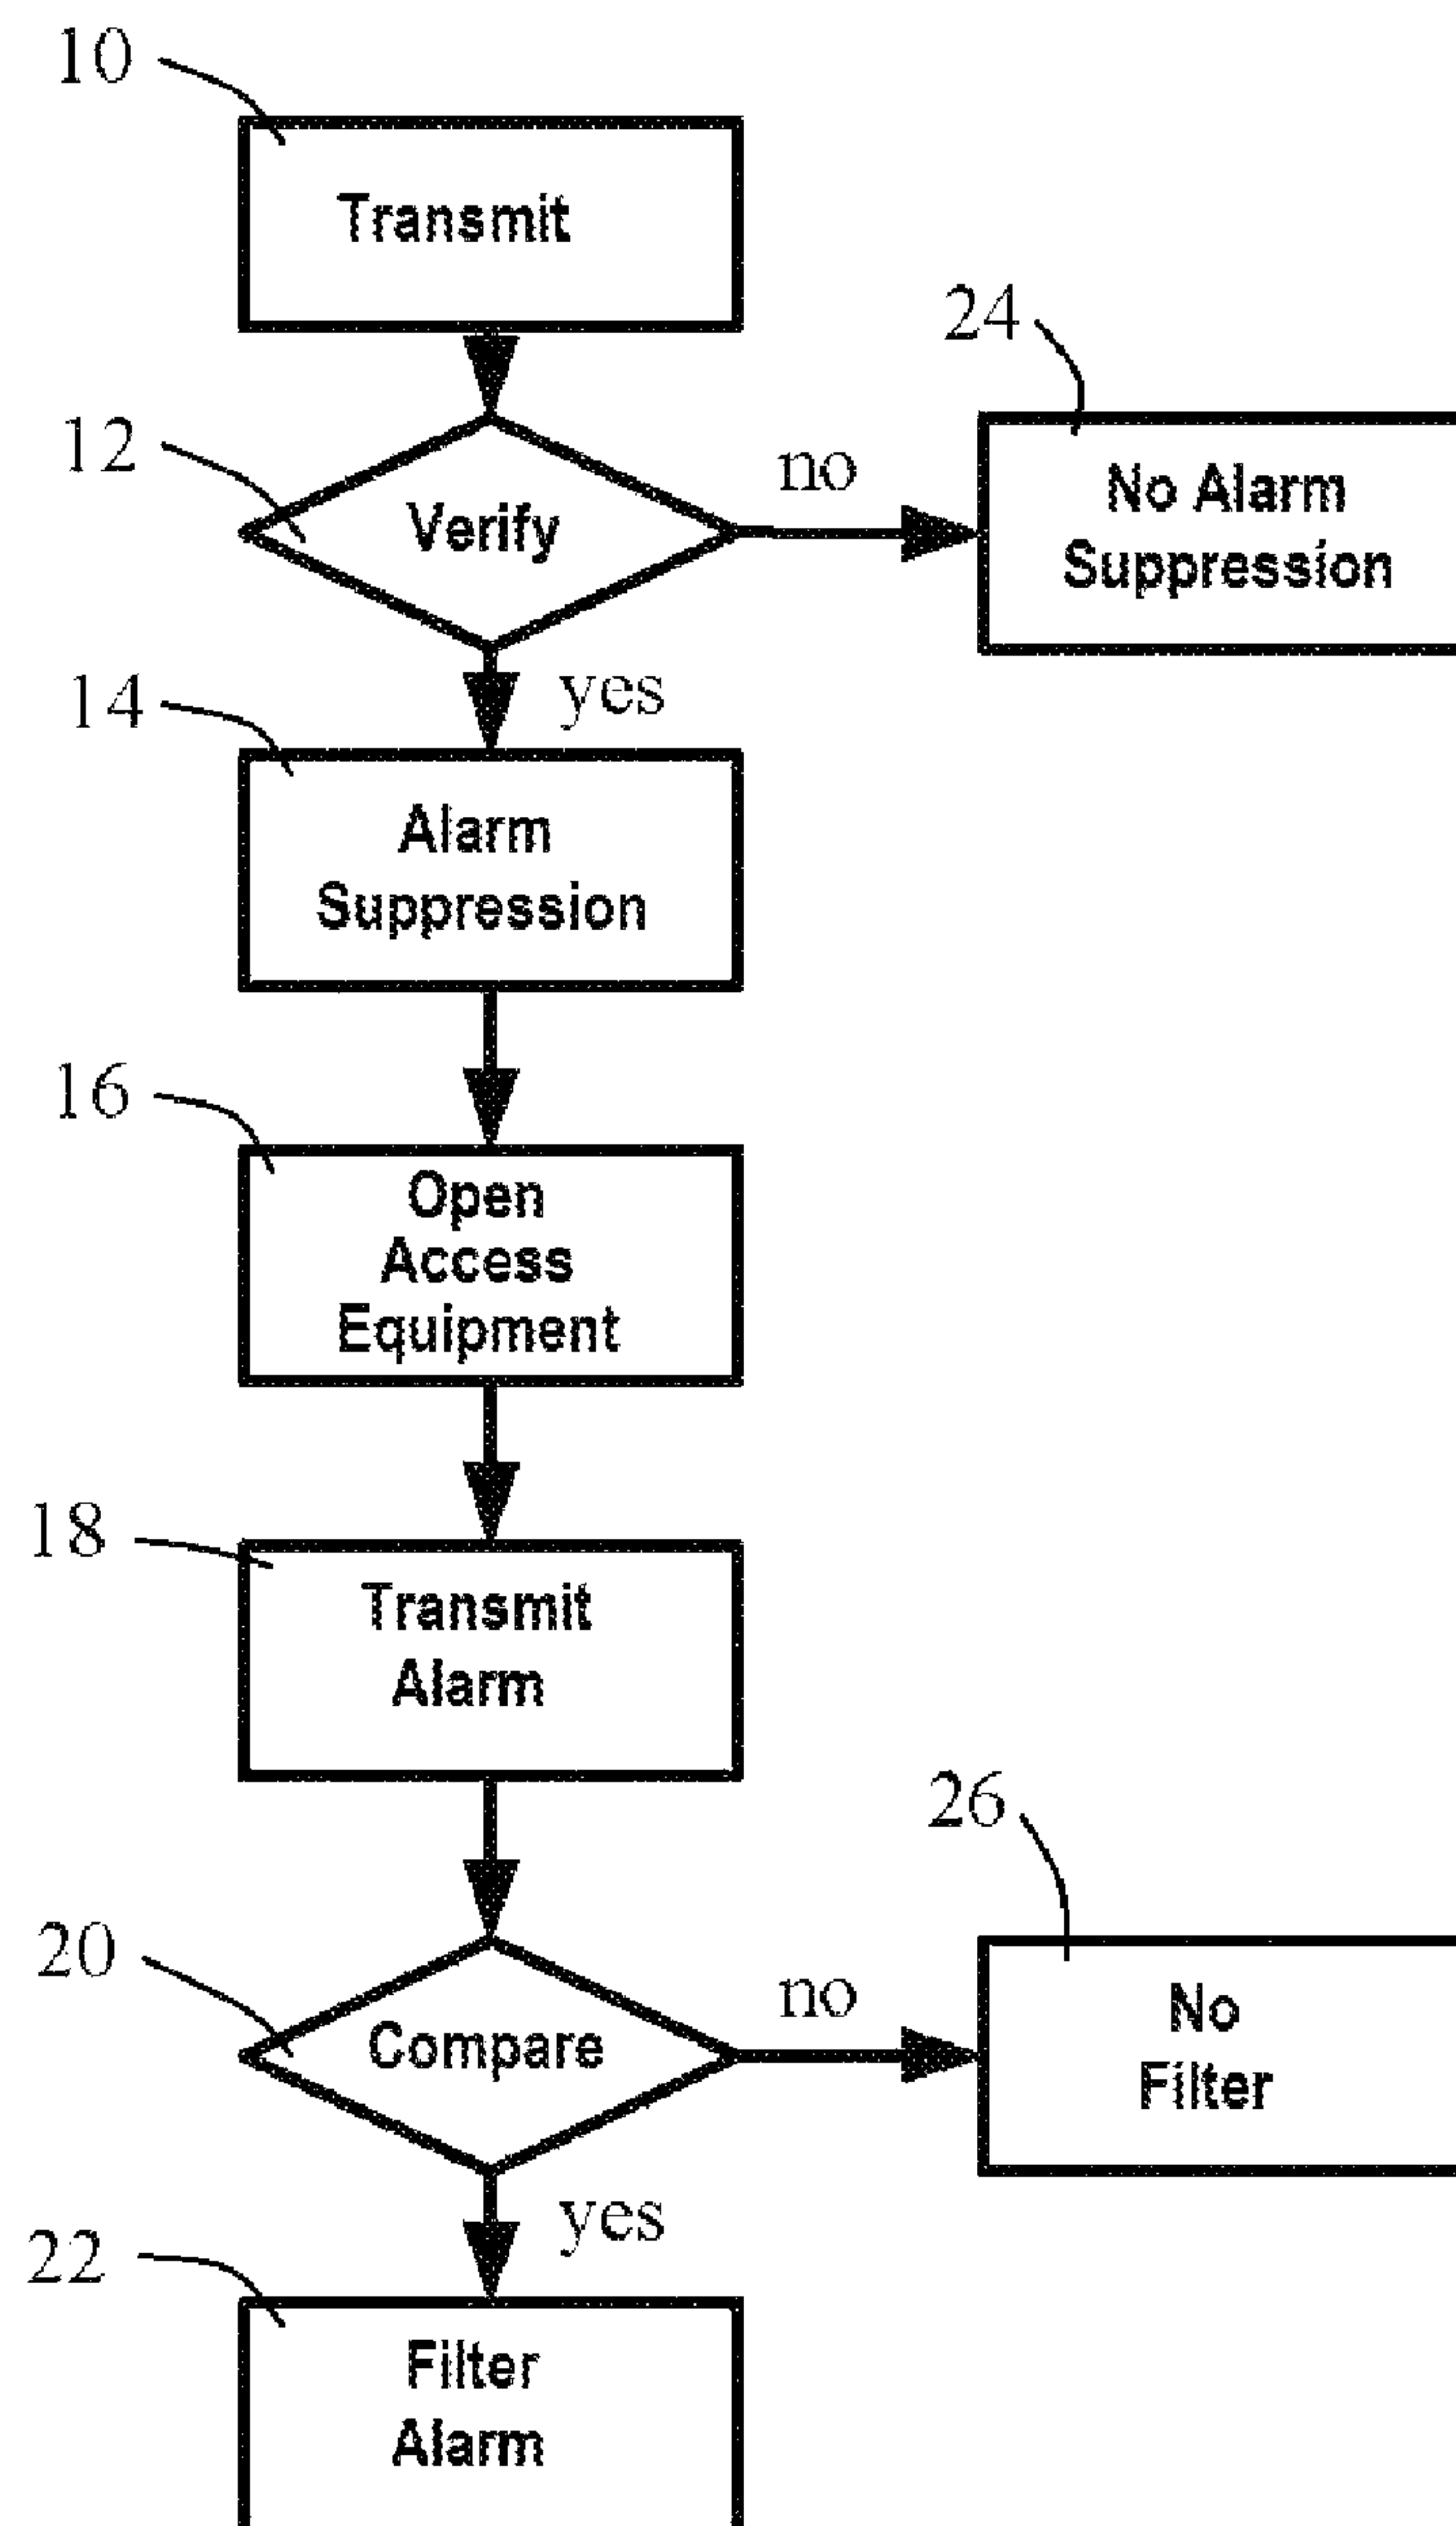 10
Transmit
24
12
Verify
no
No Alarm
Suppression
yes
14
Alarm
Suppression
16
Open
Access
Equipment
18
Transmit
Alarm
26
20
Compare
no
No
Filter
yes
22
Filter
Alarm